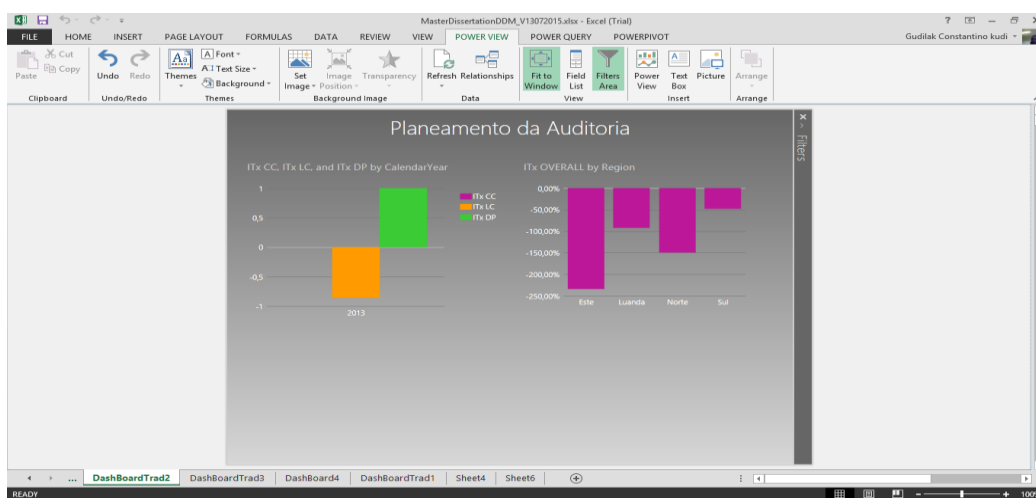 MasterDissertationDDM_V13072015.xlsx - Excel (Trial)
FILE HOME INSERT PAGE LAYOUT FORMULAS DATA REVIEW VIEW POWER VIEW POWER QUERY POWERPIVOT Gudilak Constantino kudi
Paste
Cut
Copy
Undo
Redo
Themes
Font
Text Size
Background
Set Image
Image Position
Transparency
Refresh
Relationships
Fit to Window
Field List
Filters Area
Power View
Text Box
Picture
Arrange
Clipboard Undo/Redo Themes Background Image Data View Insert Arrange
Planeamento da Auditoria
Filters
ITx CC, ITx LC, and ITx DP by CalendarYear
1
0,5
0
-0,5
-1
2013
ITx CC
ITx LC
ITx DP
ITx OVERALL by Region
0,00%
-50,00%
-100,00%
-150,00%
-200,00%
-250,00%
Este Luanda Norte Sul
... DashBoardTrad2 DashBoardTrad3 DashBoard4 DashBoardTrad1 Sheet4 Sheet6
READY